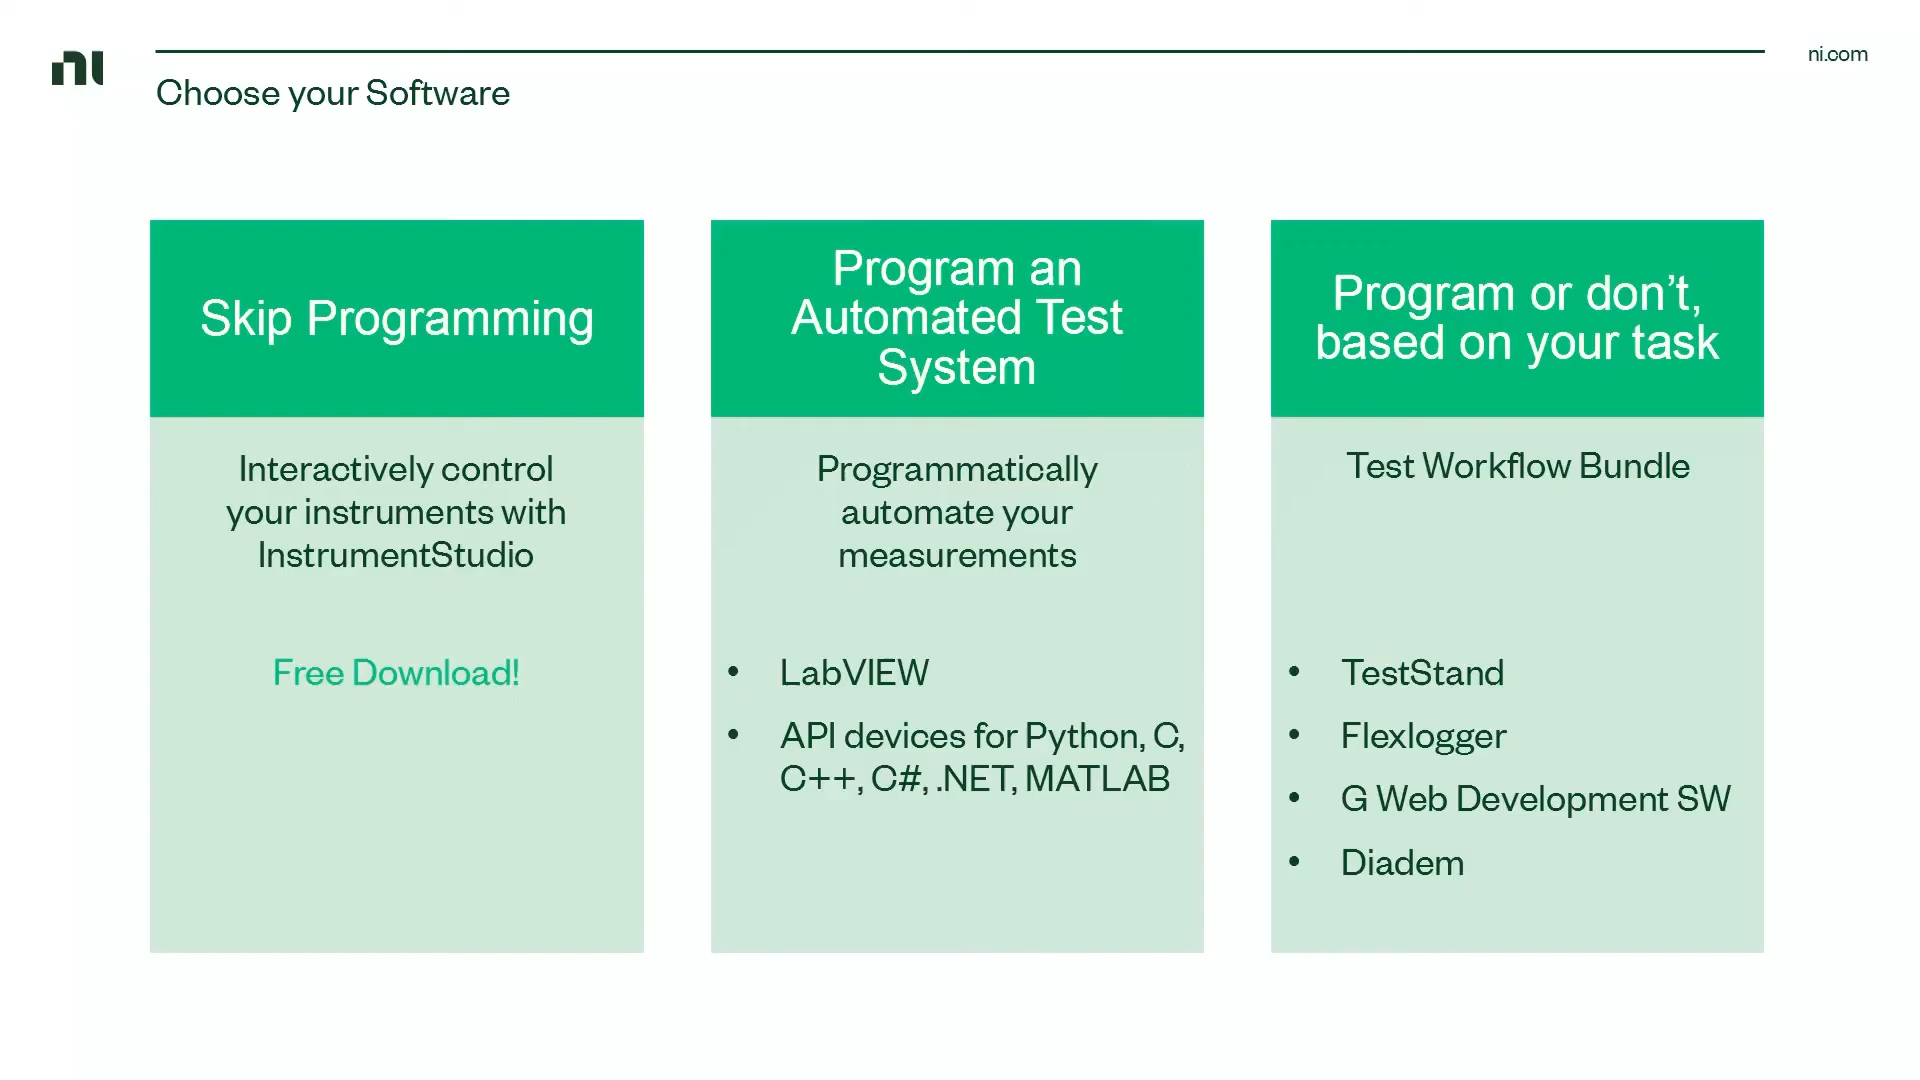 ni
ni.com
Choose your Software
Skip Programming
Interactively control
your instruments with
InstrumentStudio
Free Download!
Program an
Automated Test
System
Programmatically
automate your
measurements
• LabVIEW
• API devices for Python, C,
C++, C#, .NET, MATLAB
Program or don’t,
based on your task
Test Workflow Bundle
• TestStand
• Flexlogger
• G Web Development SW
• Diadem